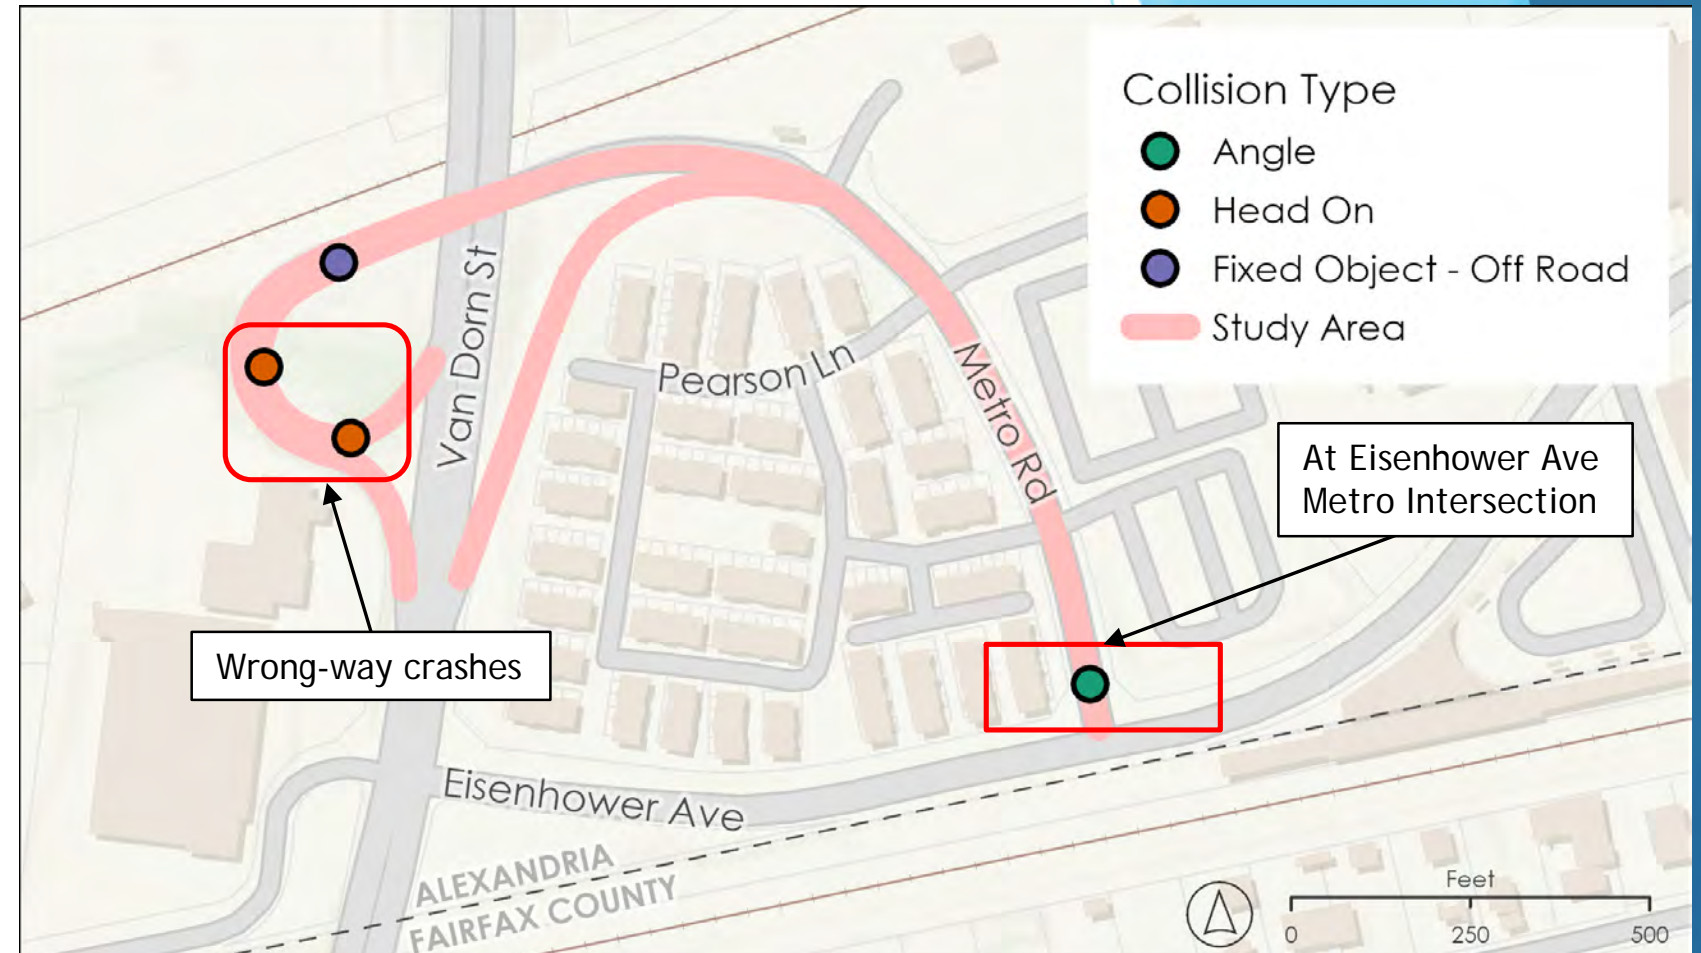 Collision Type
Angle
Head On
Fixed Object - Off Road
Study Area
Van Dorn St
Pearson Ln
Metro Rd
At Eisenhower Ave
Metro Intersection
Wrong-way crashes
Eisenhower Ave
ALEXANDRIA
FAIRFAX COUNTY
Feet
0 250 500